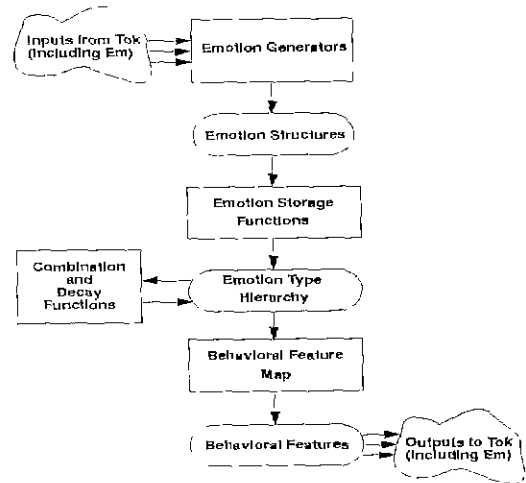 Inputs from Tok
(Including Em)
Emotion Generators
Emotion Structures
Emotion Storage
Functions
Combination
and
Decay
Functions
Emotion Type
Hierarchy
Behavioral Feature
Map
Behavioral Features
Outputs to Tok
(Including Em)